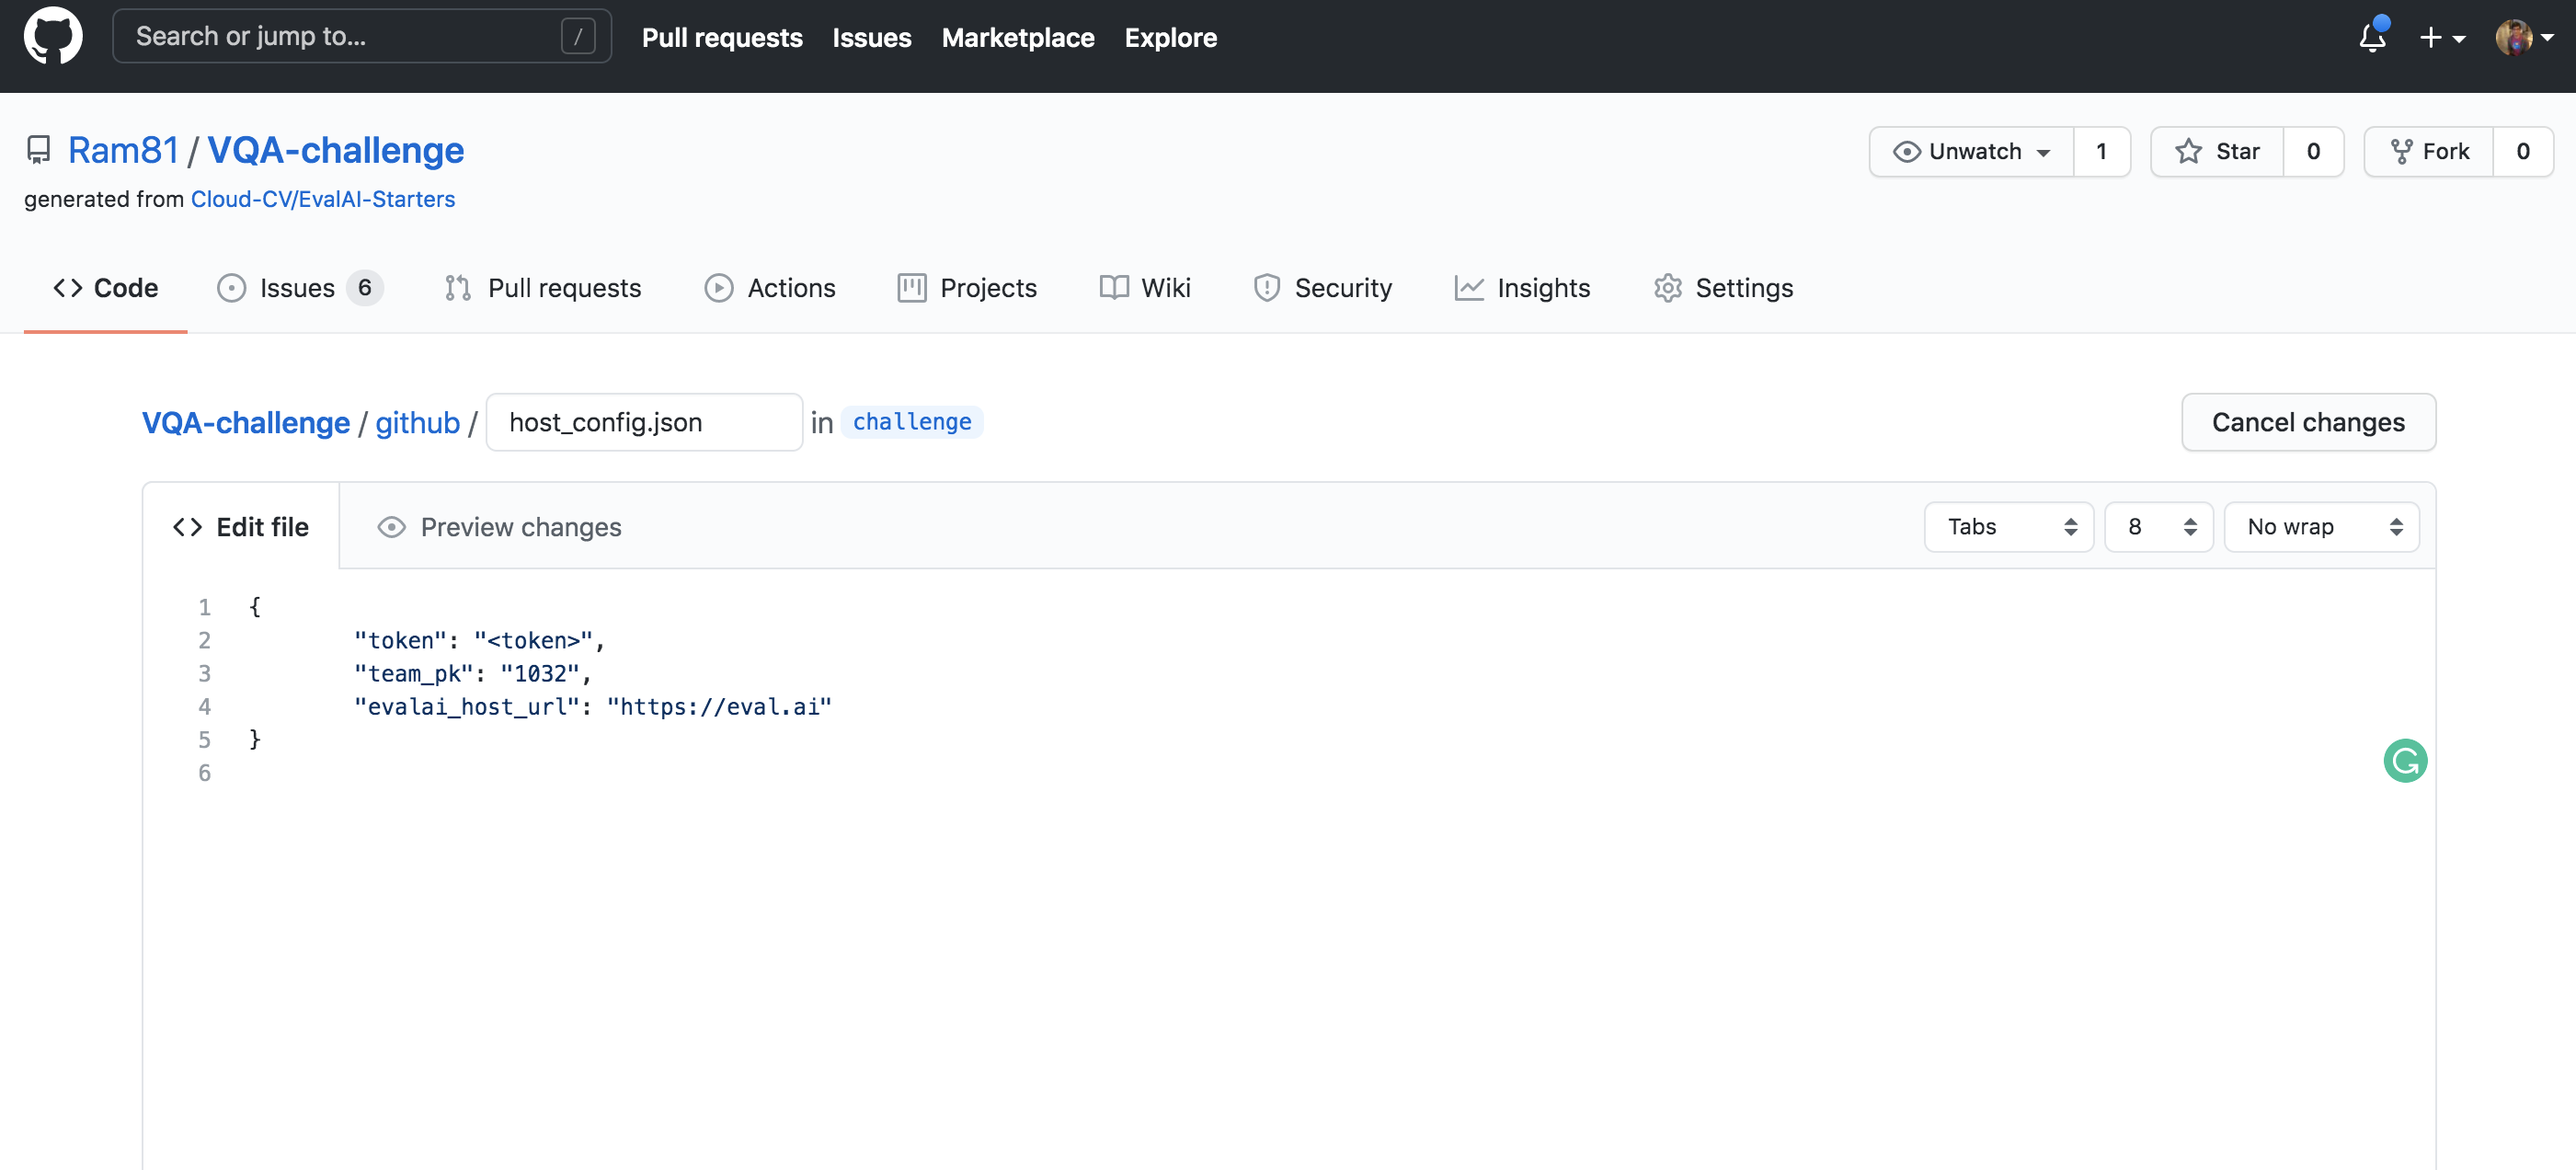 Search or jump to... / Pull requests Issues Marketplace Explore
Ram81 / VQA-challenge Unwatch 1 Star 0 Fork 0
generated from Cloud-CV/EvalAI-Starters
Code Issues 6 Pull requests Actions Projects Wiki Security Insights Settings
VQA-challenge / github / host_config.json in challenge Cancel changes
<> Edit file Preview changes Tabs 8 No wrap
1 {
2 "token": "<token>",
3 "team_pk": "1032",
4 "evalai_host_url": "https://eval.ai"
5 }
6